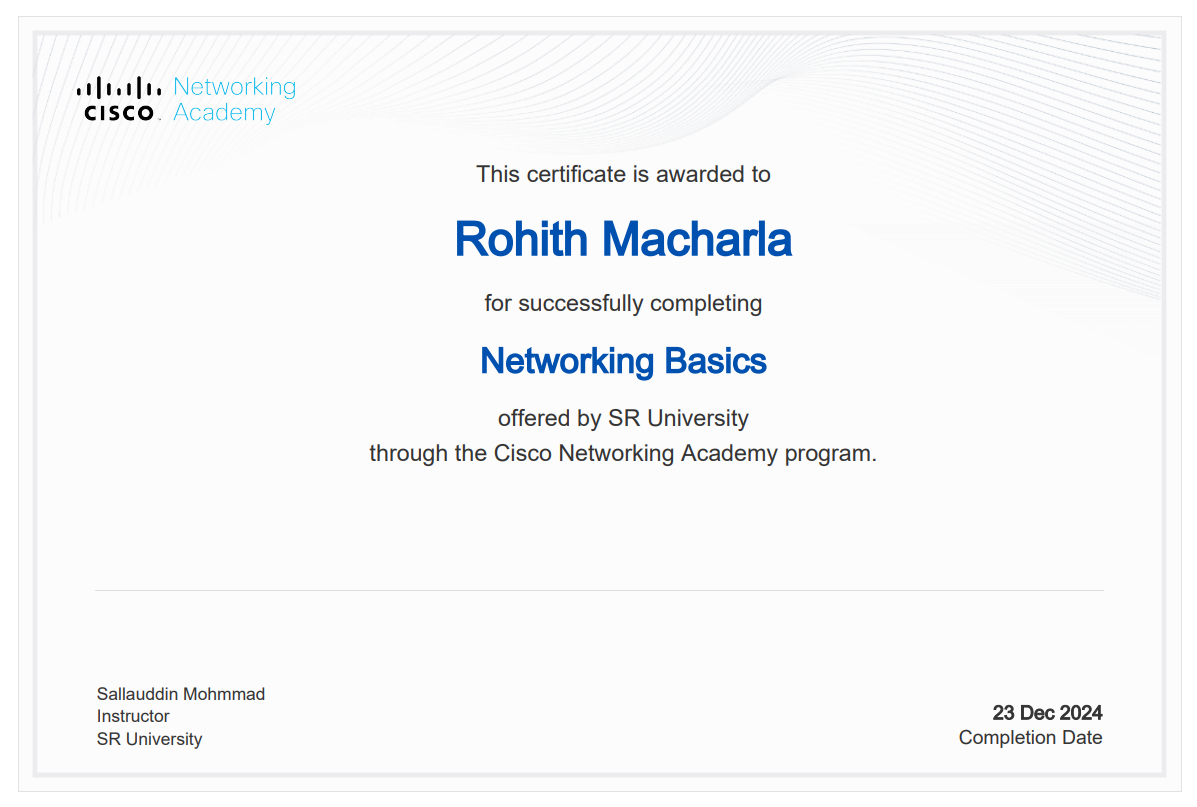 Networking
Academy
CISCO
This certificate is awarded to
Rohith Macharla
for successfully completing
Networking Basics
offered by SR University
through the Cisco Networking Academy program.
Sallauddin Mohmmad
Instructor
SR University
23 Dec 2024
Completion Date